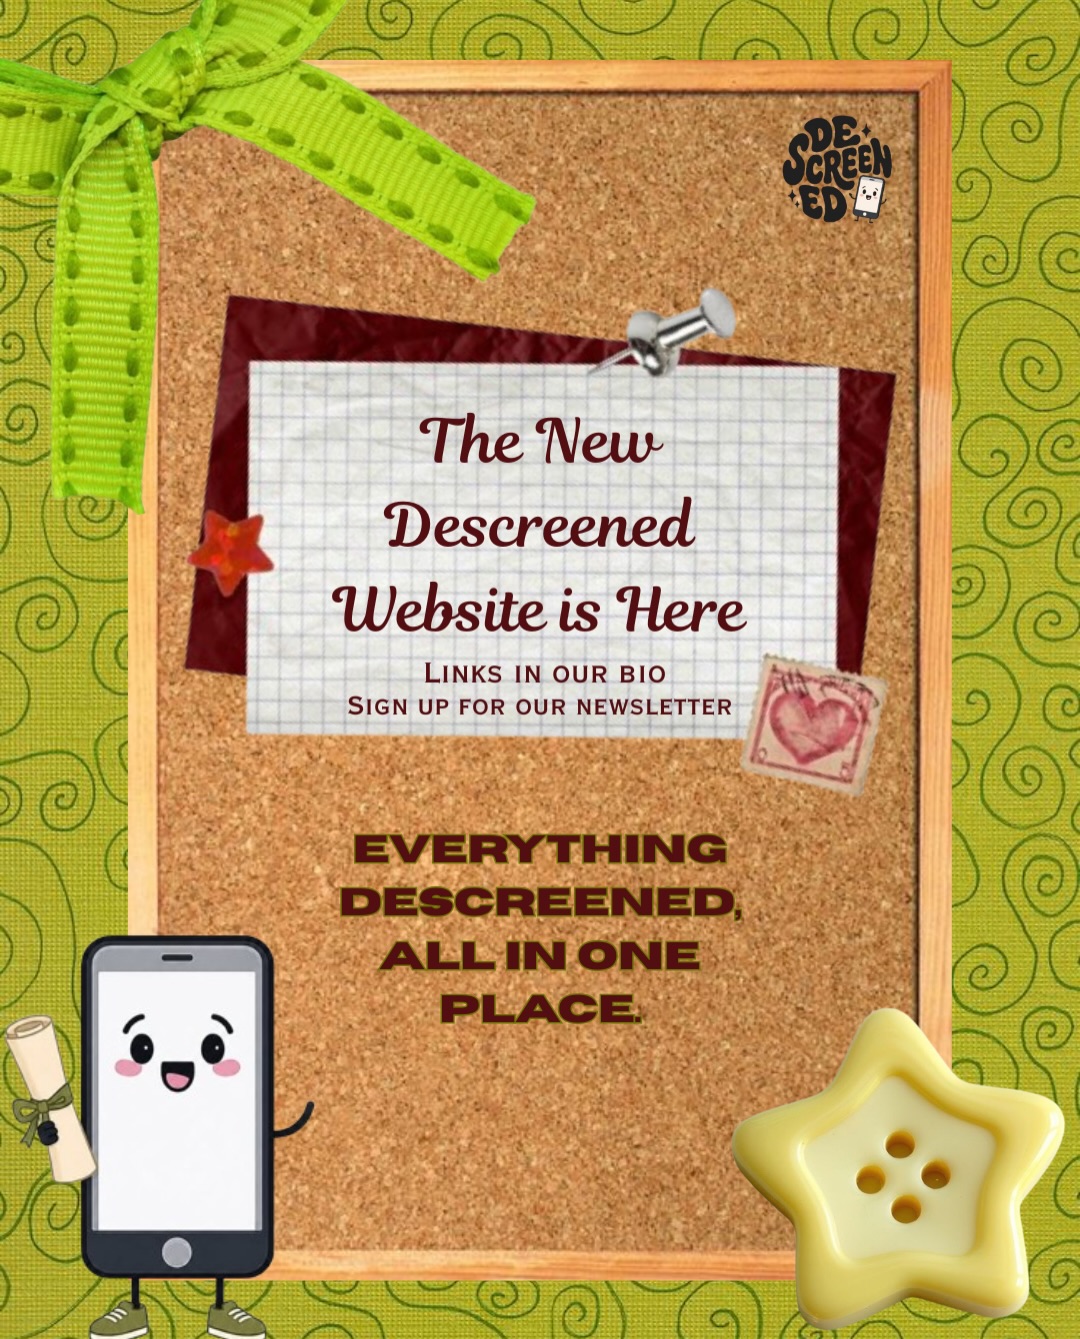 DE
SCREEN
ED
The New
Descreened
Website is Here
Links in our bio
Sign up for our newsletter
EVERYTHING
DESCREENED,
ALL IN ONE
PLACE.